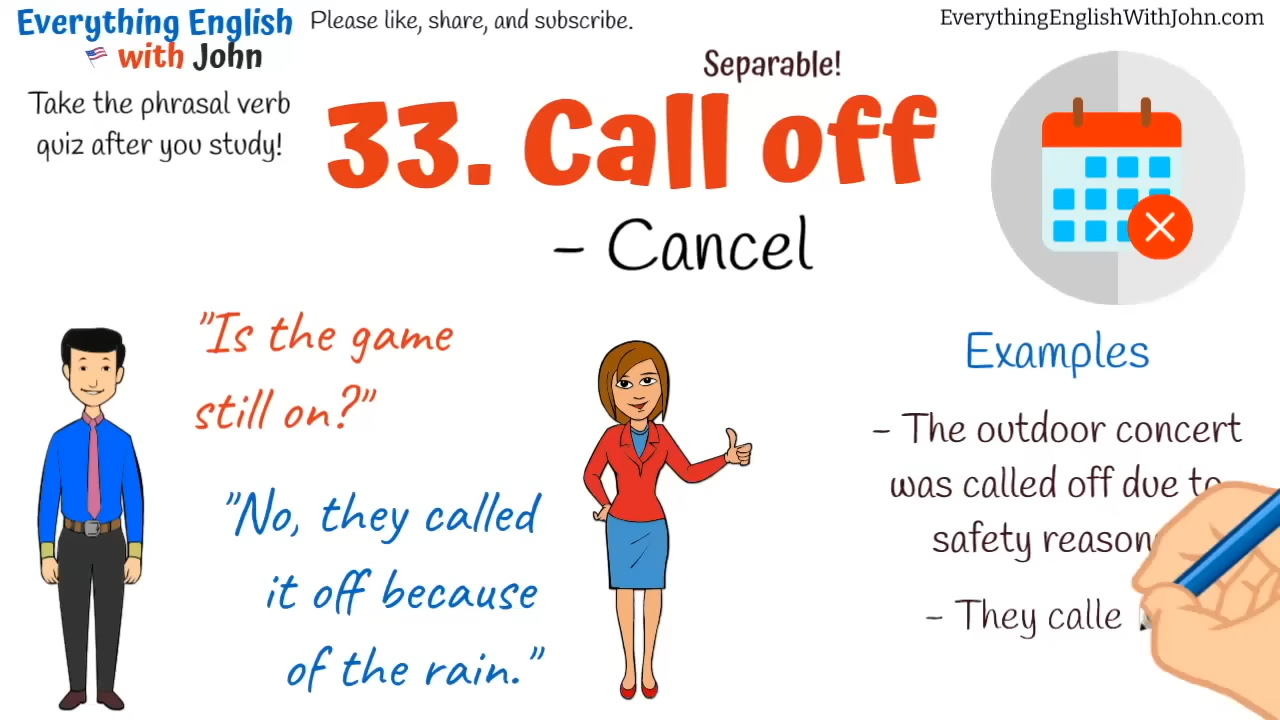 Everything English
with John
Please like, share, and subscribe.
EverythingEnglishWithJohn.com
Take the phrasal verb
quiz after you study!
Separable!
33. Call off
- Cancel
"Is the game
still on?"
"No, they called
it off because
of the rain."
Examples
- The outdoor concert
was called off due to
safety reason
- They calle